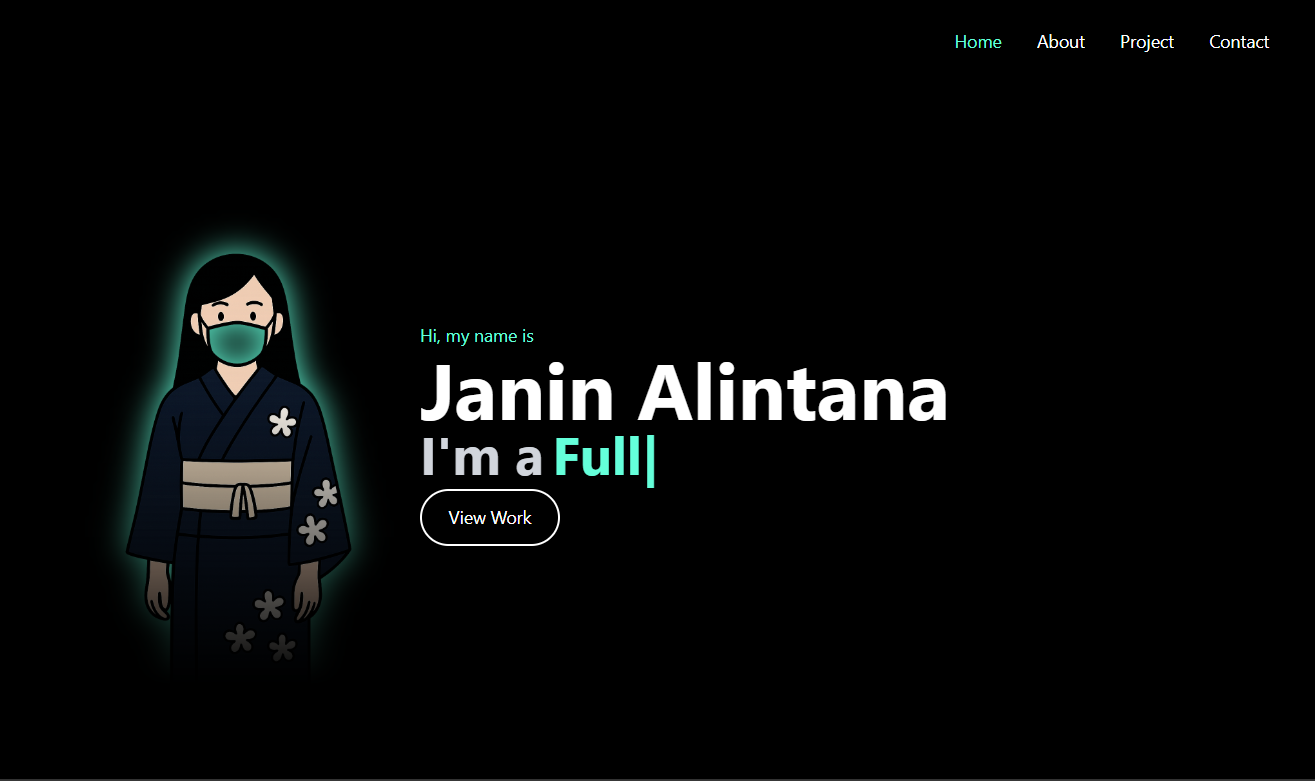 Home About Project Contact
Hi, my name is
Janin Alintana
I'm a Full|
View Work